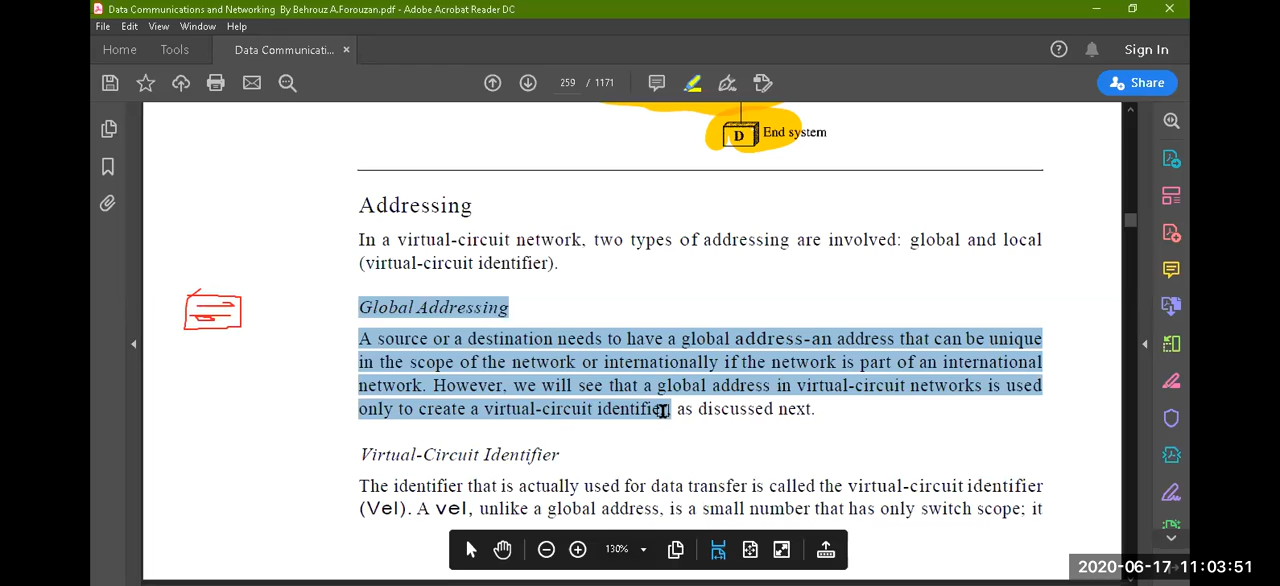 Data Communications and Networking By Behrouz A.Forouzan.pdf - Adobe Acrobat Reader DC
File Edit View Window Help
Home Tools Data Communicati... × Sign In
259 / 1171 Share
D End system
Addressing
In a virtual-circuit network, two types of addressing are involved: global and local
(virtual-circuit identifier).
Global Addressing
A source or a destination needs to have a global address-an address that can be unique
in the scope of the network or internationally if the network is part of an international
network. However, we will see that a global address in virtual-circuit networks is used
only to create a virtual-circuit identifier, as discussed next.
Virtual-Circuit Identifier
The identifier that is actually used for data transfer is called the virtual-circuit identifier
(Vel). A vel, unlike a global address, is a small number that has only switch scope; it
130%
2020-06-17 11:03:51